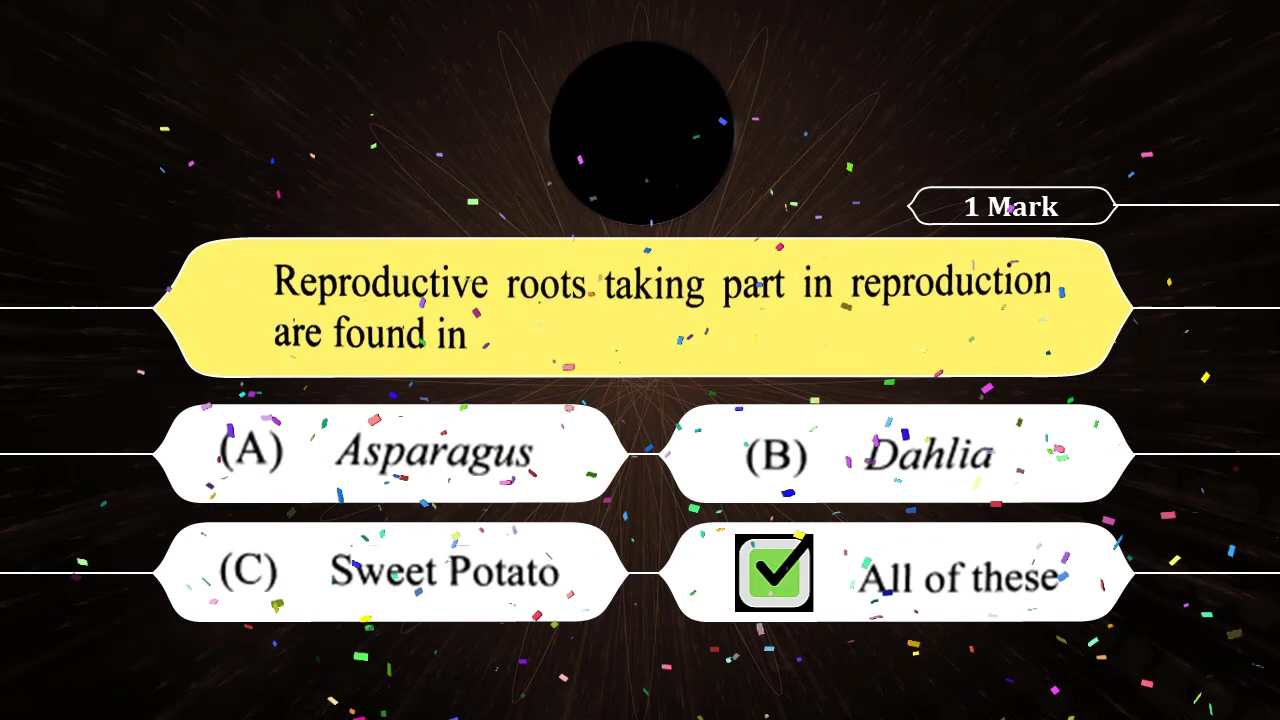 1 Mark
Reproductive roots taking part in reproduction
are found in
(A) Asparagus
(B) Dahlia
(C) Sweet Potato
All of these